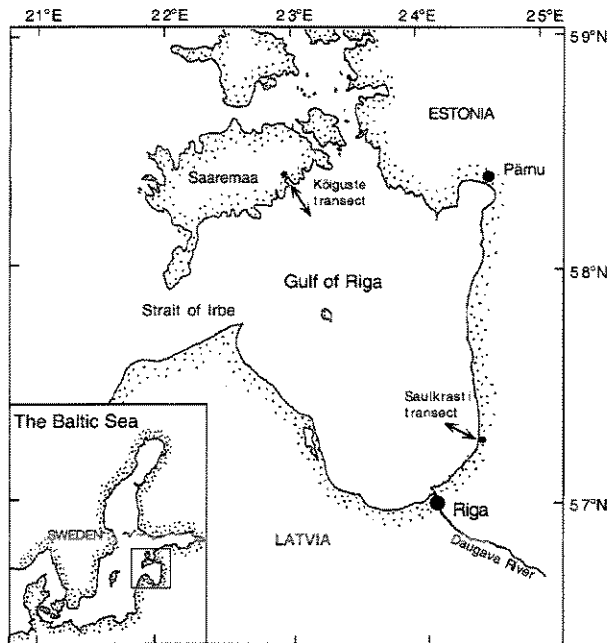 21°E
22°E
23°E
24°E
25°E
59°N
ESTONIA
Pärnu
Saaremaa
Kõiguste
transect
58°N
Gulf of Riga
Strait of Irbe
Saulkrasti
transect
The Baltic Sea
57°N
Riga
SWEDEN
LATVIA
Daugava River